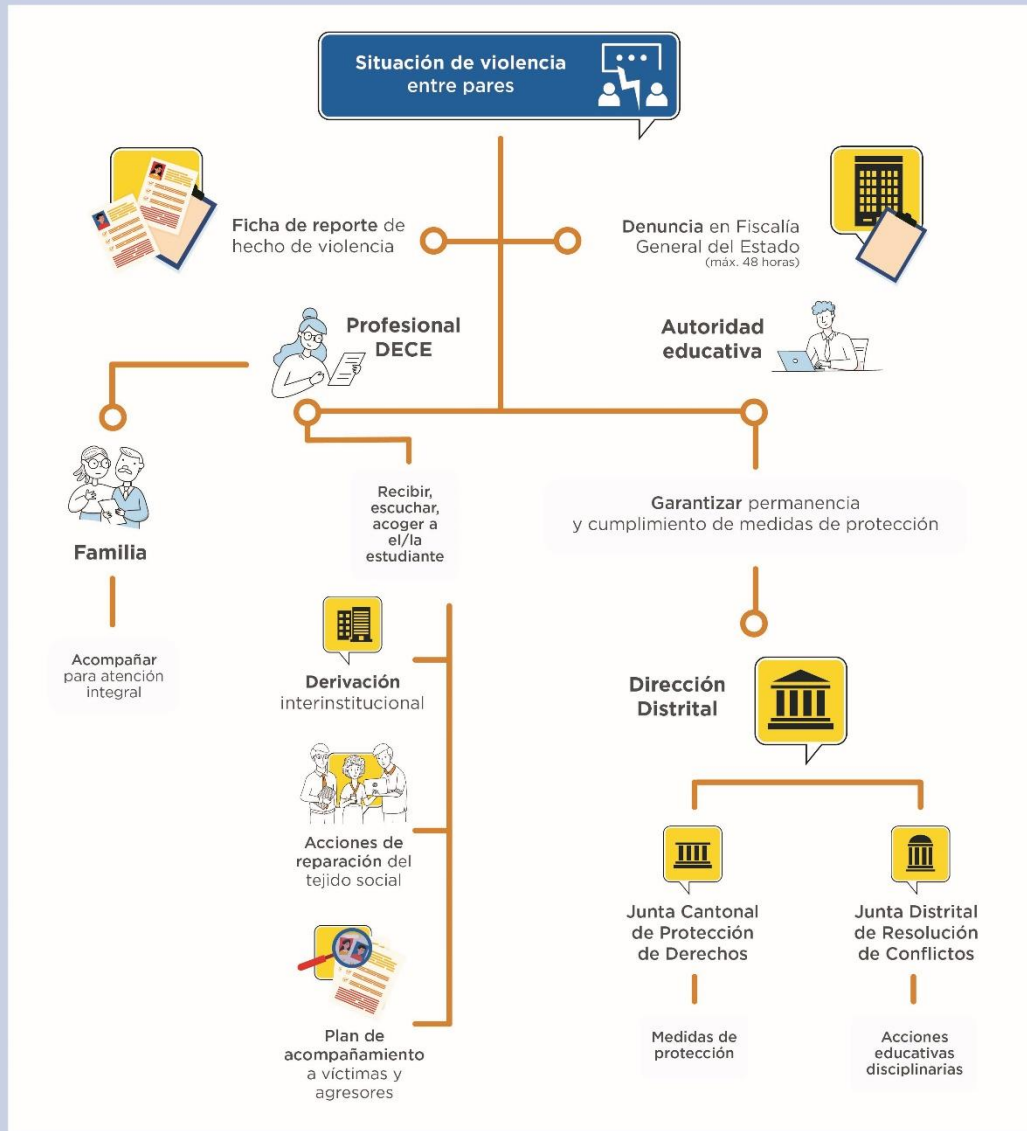 Situación de violencia
entre pares
Ficha de reporte de
hecho de violencia
Denuncia en Fiscalía
General del Estado
(máx. 48 horas)
Profesional
DECE
Autoridad
educativa
Familia
Acompañar
para atención
integral
Recibir,
escuchar,
acoger a
el/la
estudiante
Derivación
interinstitucional
Acciones de
reparación del
tejido social
Plan de
acompañamiento
a víctimas y
agresores
Garantizar permanencia
y cumplimiento de medidas de protección
Dirección
Distrital
Junta Cantonal
de Protección
de Derechos
Medidas de
protección
Junta Distrital
de Resolución
de Conflictos
Acciones
educativas
disciplinarias